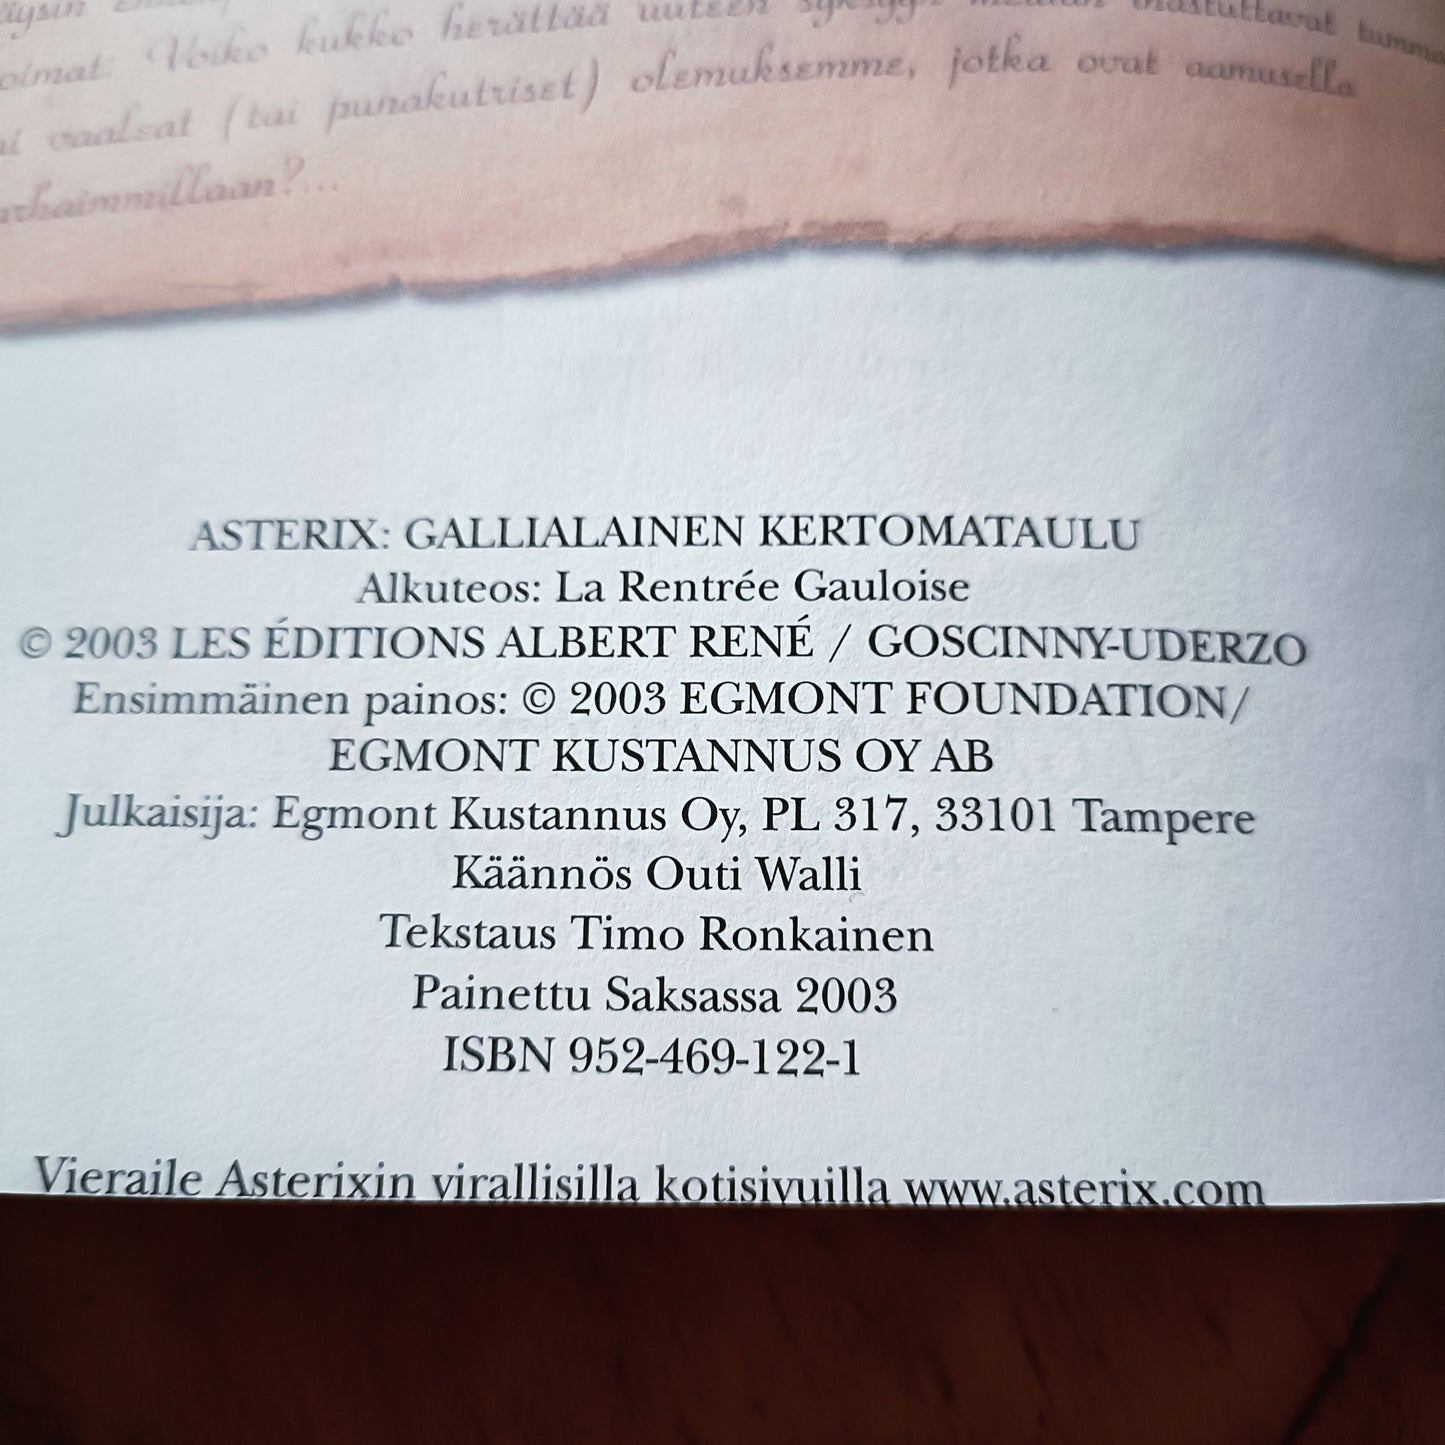 Voiko kukko herättää uuteen
vaaleat (tai punakutriset) olemuksemme, jotka ovat aamusella
ASTERIX: GALLIALAINEN KERTOMATAULU
Alkuteos: La Rentrée Gauloise
© 2003 LES ÉDITIONS ALBERT RENÉ / GOSCINNY-UDERZO
Ensimmäinen painos: © 2003 EGMONT FOUNDATION/
EGMONT KUSTANNUS OY AB
Julkaisija: Egmont Kustannus Oy, PL 317, 33101 Tampere
Käännös Outi Walli
Tekstaus Timo Ronkainen
Painettu Saksassa 2003
ISBN 952-469-122-1
Vieraile Asterixin virallisilla kotisivuilla www.asterix.com